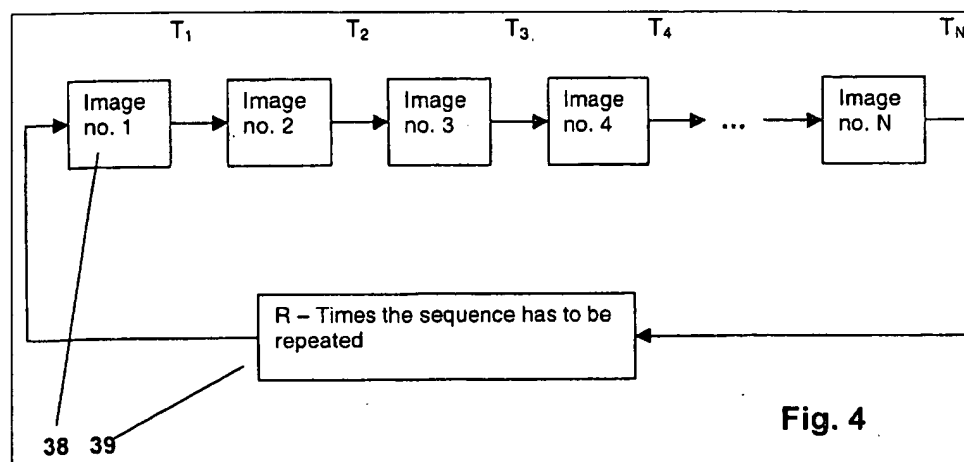 T₁ T₂ T₃ T₄ T_N
Image no. 1
Image no. 2
Image no. 3
Image no. 4
...
Image no. N
R – Times the sequence has to be
repeated
Fig. 4
38 39